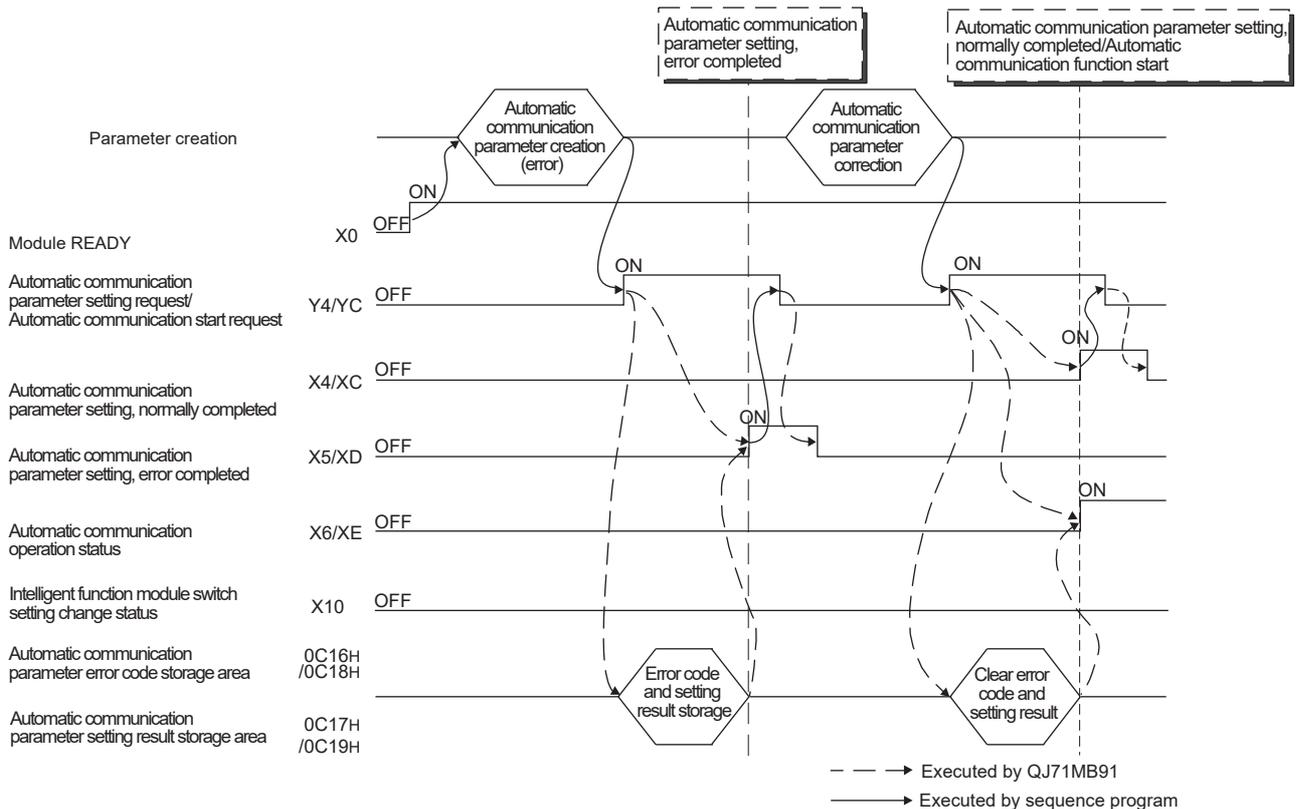 Automatic communication
parameter setting,
error completed
Automatic communication parameter setting,
normally completed/Automatic
communication function start
Parameter creation
Automatic
communication
parameter creation
(error)
Automatic
communication
parameter
correction
ON
OFF
Module READY
X0
Automatic communication
parameter setting request/
Automatic communication start request
Y4/YC
OFF
ON
ON
Automatic communication
parameter setting, normally completed
X4/XC
OFF
ON
Automatic communication
parameter setting, error completed
X5/XD
OFF
ON
Automatic communication
operation status
X6/XE
OFF
ON
Intelligent function module switch
setting change status
X10
OFF
Automatic communication
parameter error code storage area
0C16H
/0C18H
Automatic communication
parameter setting result storage area
0C17H
/0C19H
Error code
and setting
result storage
Clear error
code and
setting result
Executed by QJ71MB91
Executed by sequence program